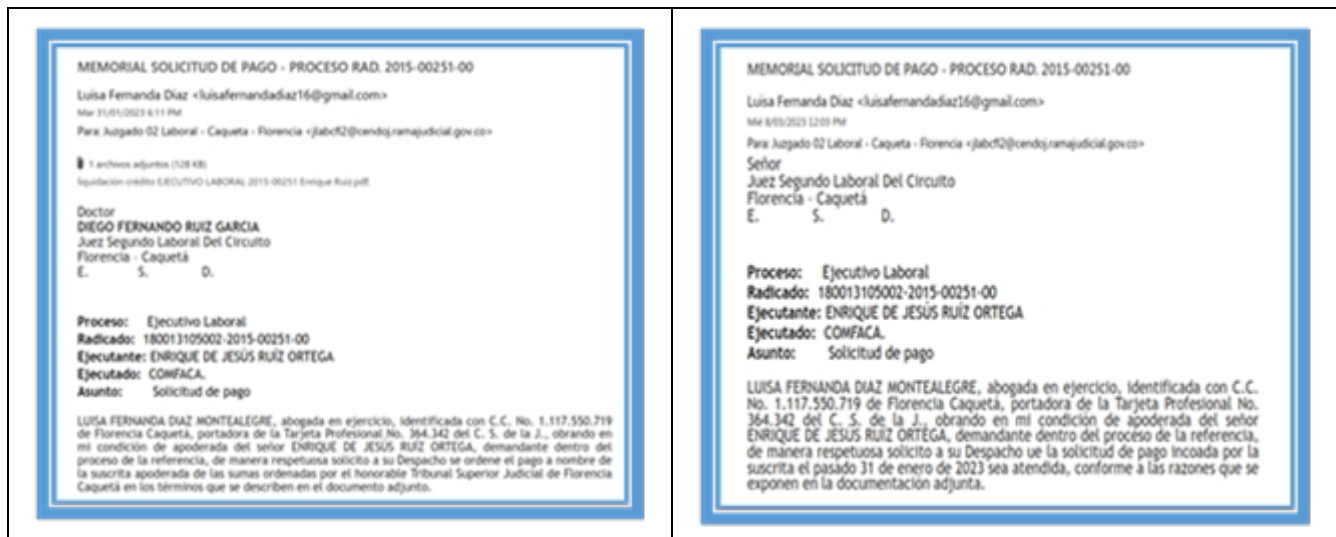 MEMORIAL SOLICITUD DE PAGO - PROCESO RAD. 2015-00251-00
Luisa Fernanda Diaz <luisafernandadiaz16@gmail.com>
Mar 31/01/2023 6:11 PM
Para: Juzgado 02 Laboral - Caqueta - Florencia <jlabcfl2@cendoj.ramajudicial.gov.co>
1 archivos adjuntos (128 KB)
liquidación crédito EJECUTIVO LABORAL 2015-00251 Enrique Ruiz.pdf;
Doctor
DIEGO FERNANDO RUIZ GARCIA
Juez Segundo Laboral Del Circuito
Florencia - Caquetá
E. S. D.
Proceso: Ejecutivo Laboral
Radicado: 180013105002-2015-00251-00
Ejecutante: ENRIQUE DE JESÚS RUÍZ ORTEGA
Ejecutado: COMFACA.
Asunto: Solicitud de pago
LUISA FERNANDA DIAZ MONTEALEGRE, abogada en ejercicio, identificada con C.C. No. 1.117.550.719
de Florencia Caquetá, portadora de la Tarjeta Profesional No. 364.342 del C. S. de la J., obrando en
mi condición de apoderada del señor ENRIQUE DE JESUS RUIZ ORTEGA, demandante dentro del
proceso de la referencia, de manera respetuosa solicito a su Despacho se ordene el pago a nombre de
la suscrita apoderada de las sumas ordenadas por el honorable Tribunal Superior Judicial de Florencia
Caquetá en los términos que se describen en el documento adjunto.
MEMORIAL SOLICITUD DE PAGO - PROCESO RAD. 2015-00251-00
Luisa Fernanda Diaz <luisafernandadiaz16@gmail.com>
Mié 8/03/2023 12:03 PM
Para: Juzgado 02 Laboral - Caqueta - Florencia <jlabcfl2@cendoj.ramajudicial.gov.co>
Señor
Juez Segundo Laboral Del Circuito
Florencia - Caquetá
E. S. D.
Proceso: Ejecutivo Laboral
Radicado: 180013105002-2015-00251-00
Ejecutante: ENRIQUE DE JESÚS RUÍZ ORTEGA
Ejecutado: COMFACA.
Asunto: Solicitud de pago
LUISA FERNANDA DIAZ MONTEALEGRE, abogada en ejercicio, identificada con C.C.
No. 1.117.550.719 de Florencia Caquetá, portadora de la Tarjeta Profesional No.
364.342 del C. S. de la J., obrando en mi condición de apoderada del señor
ENRIQUE DE JESUS RUIZ ORTEGA, demandante dentro del proceso de la referencia,
de manera respetuosa solicito a su Despacho ue la solicitud de pago incoada por la
suscrita el pasado 31 de enero de 2023 sea atendida, conforme a las razones que se
exponen en la documentación adjunta.